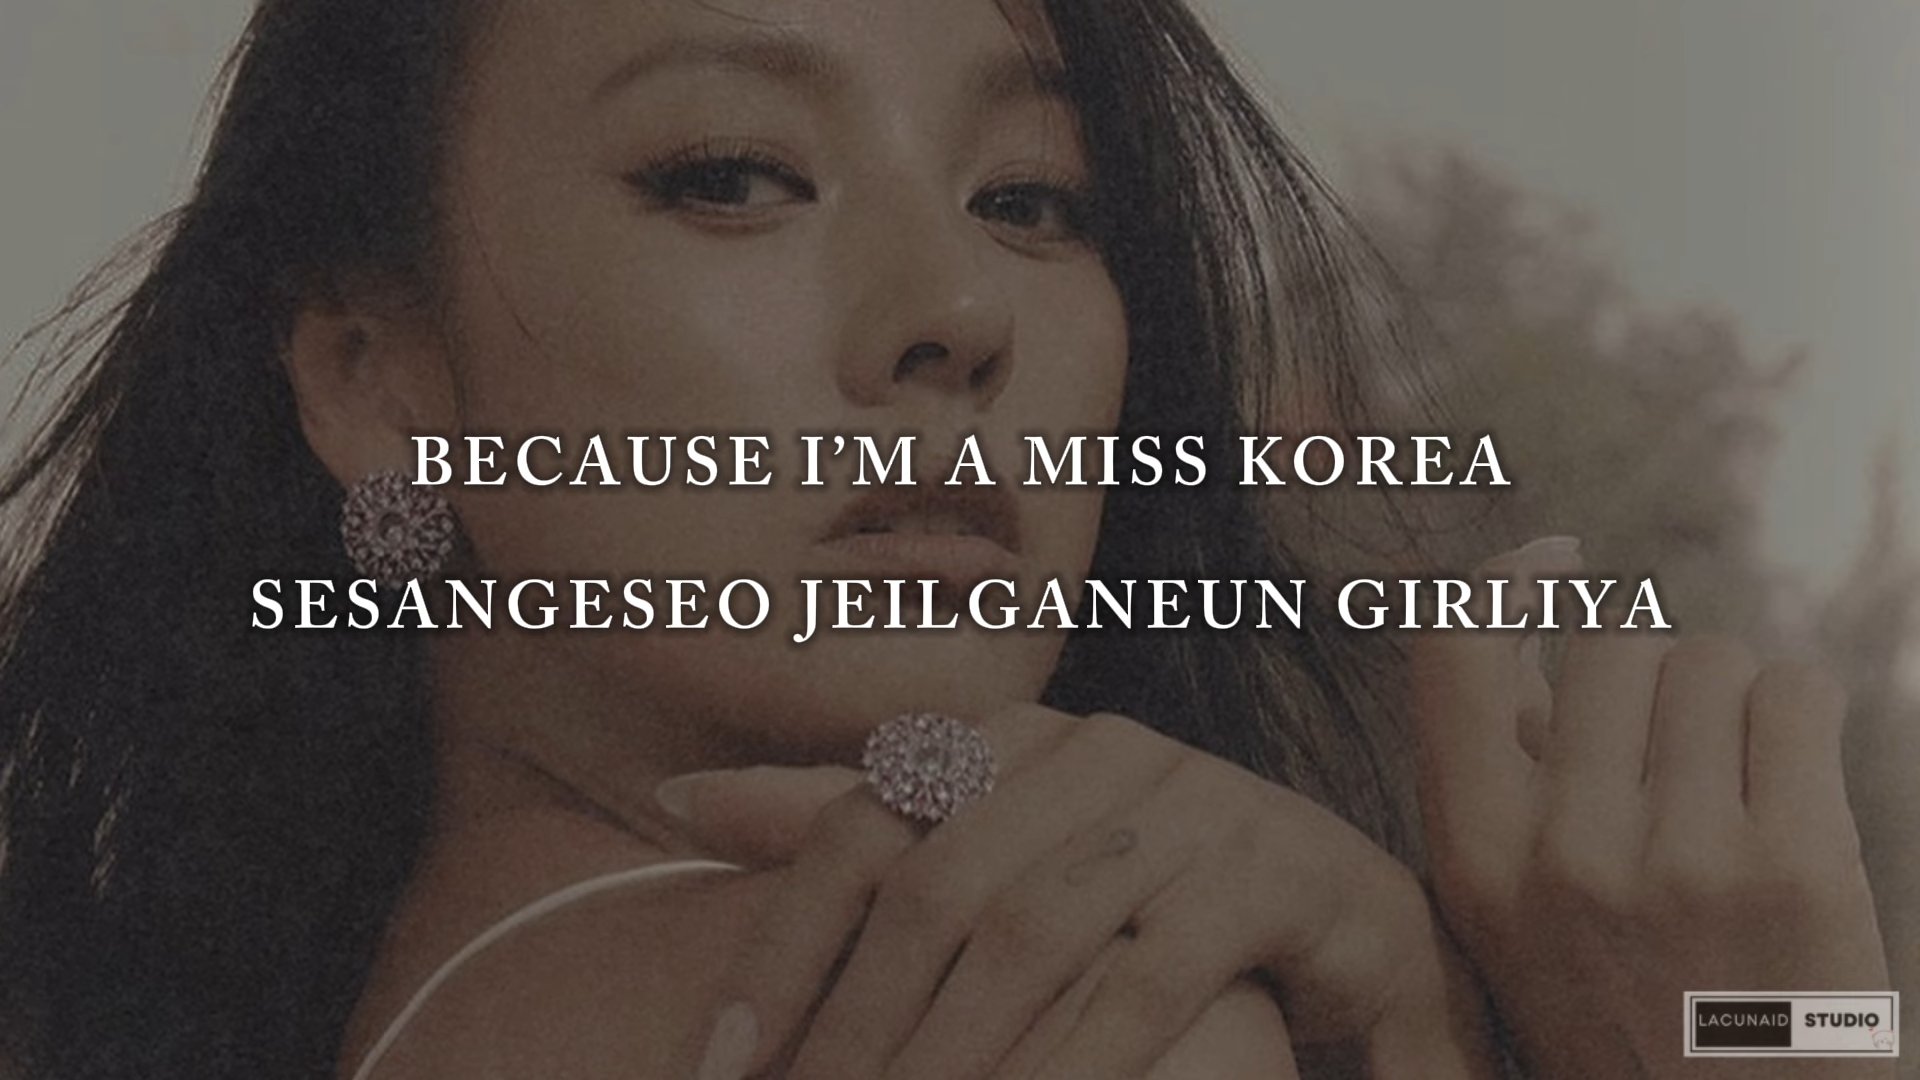 BECAUSE I’M A MISS KOREA
SESANGESEO JEILGANEUN GIRLIYA
LACUNAID STUDIO